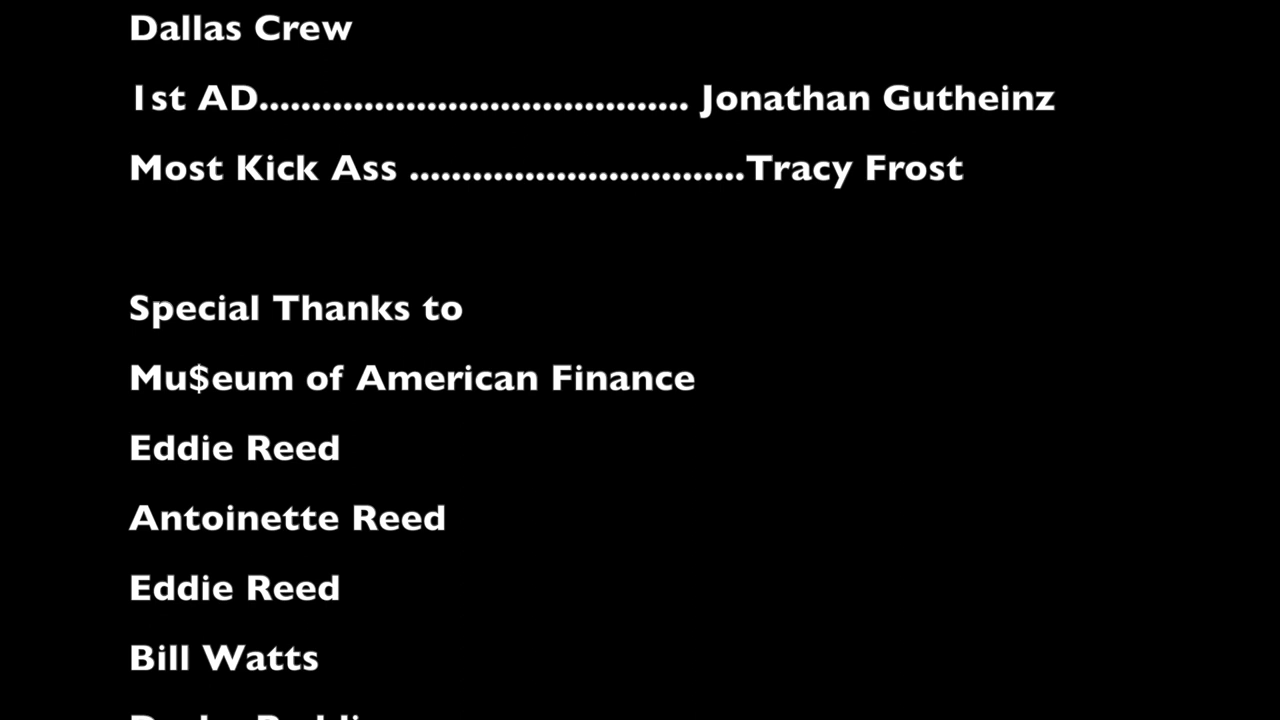 Dallas Crew
1st AD......................................... Jonathan Gutheinz
Most Kick Ass ................................Tracy Frost
Special Thanks to
Mu$eum of American Finance
Eddie Reed
Antoinette Reed
Eddie Reed
Bill Watts